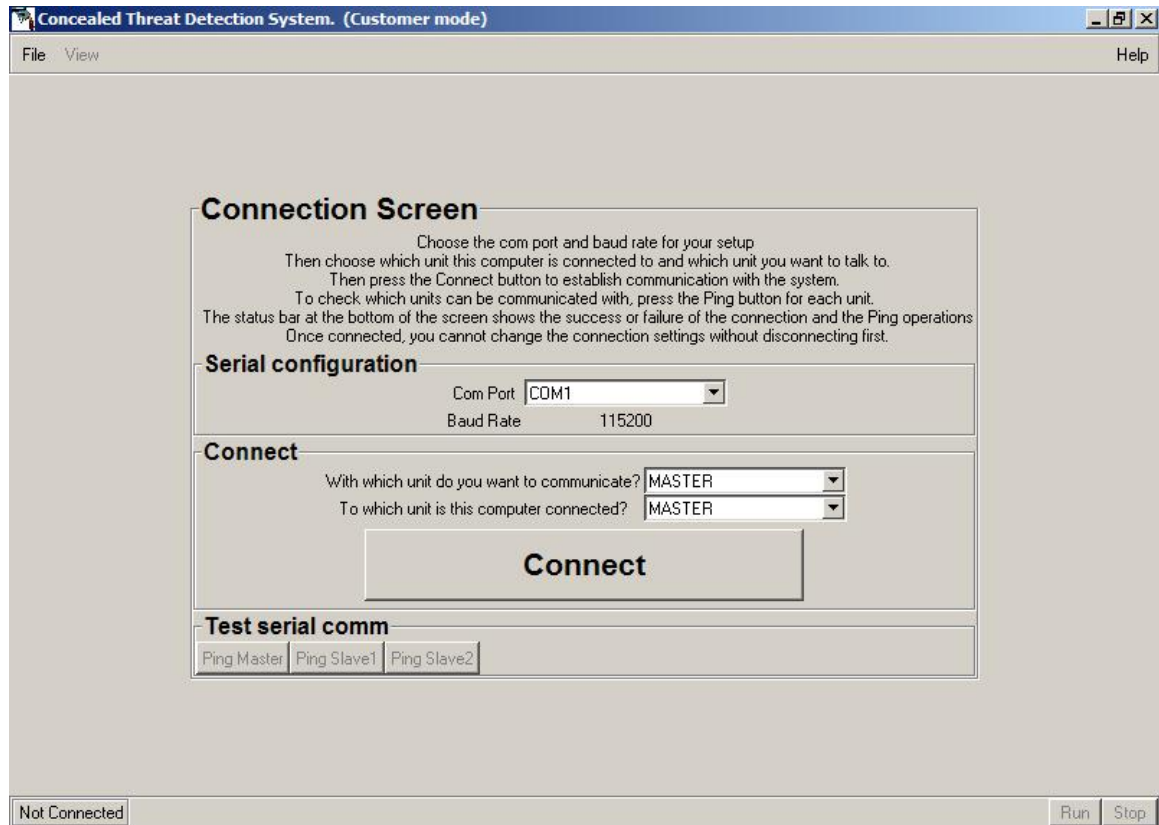 Concealed Threat Detection System. (Customer mode)
File View Help
Connection Screen
Choose the com port and baud rate for your setup
Then choose which unit this computer is connected to and which unit you want to talk to.
Then press the Connect button to establish communication with the system.
To check which units can be communicated with, press the Ping button for each unit.
The status bar at the bottom of the screen shows the success or failure of the connection and the Ping operations
Once connected, you cannot change the connection settings without disconnecting first.
Serial configuration
Com Port COM1
Baud Rate 115200
Connect
With which unit do you want to communicate? MASTER
To which unit is this computer connected? MASTER
Connect
Test serial comm
Ping Master Ping Slave1 Ping Slave2
Not Connected Run Stop